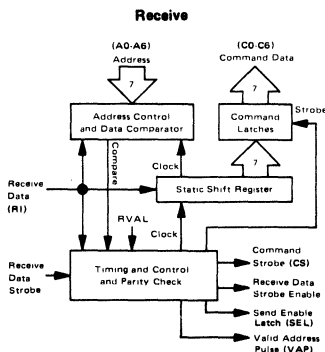 Receive
(A0-A6)
Address
7
(C0-C6)
Command Data
7
Address Control
and Data Comparator
Command
Latches
Strobe
Compare
Clock
7
Receive
Data
(RI)
Static Shift Register
RVAL
Clock
Receive
Data
Strobe
Timing and Control
and Parity Check
Command
Strobe (CS)
Receive Data
Strobe Enable
Send Enable
Latch (SEL)
Valid Address
Pulse (VAP)